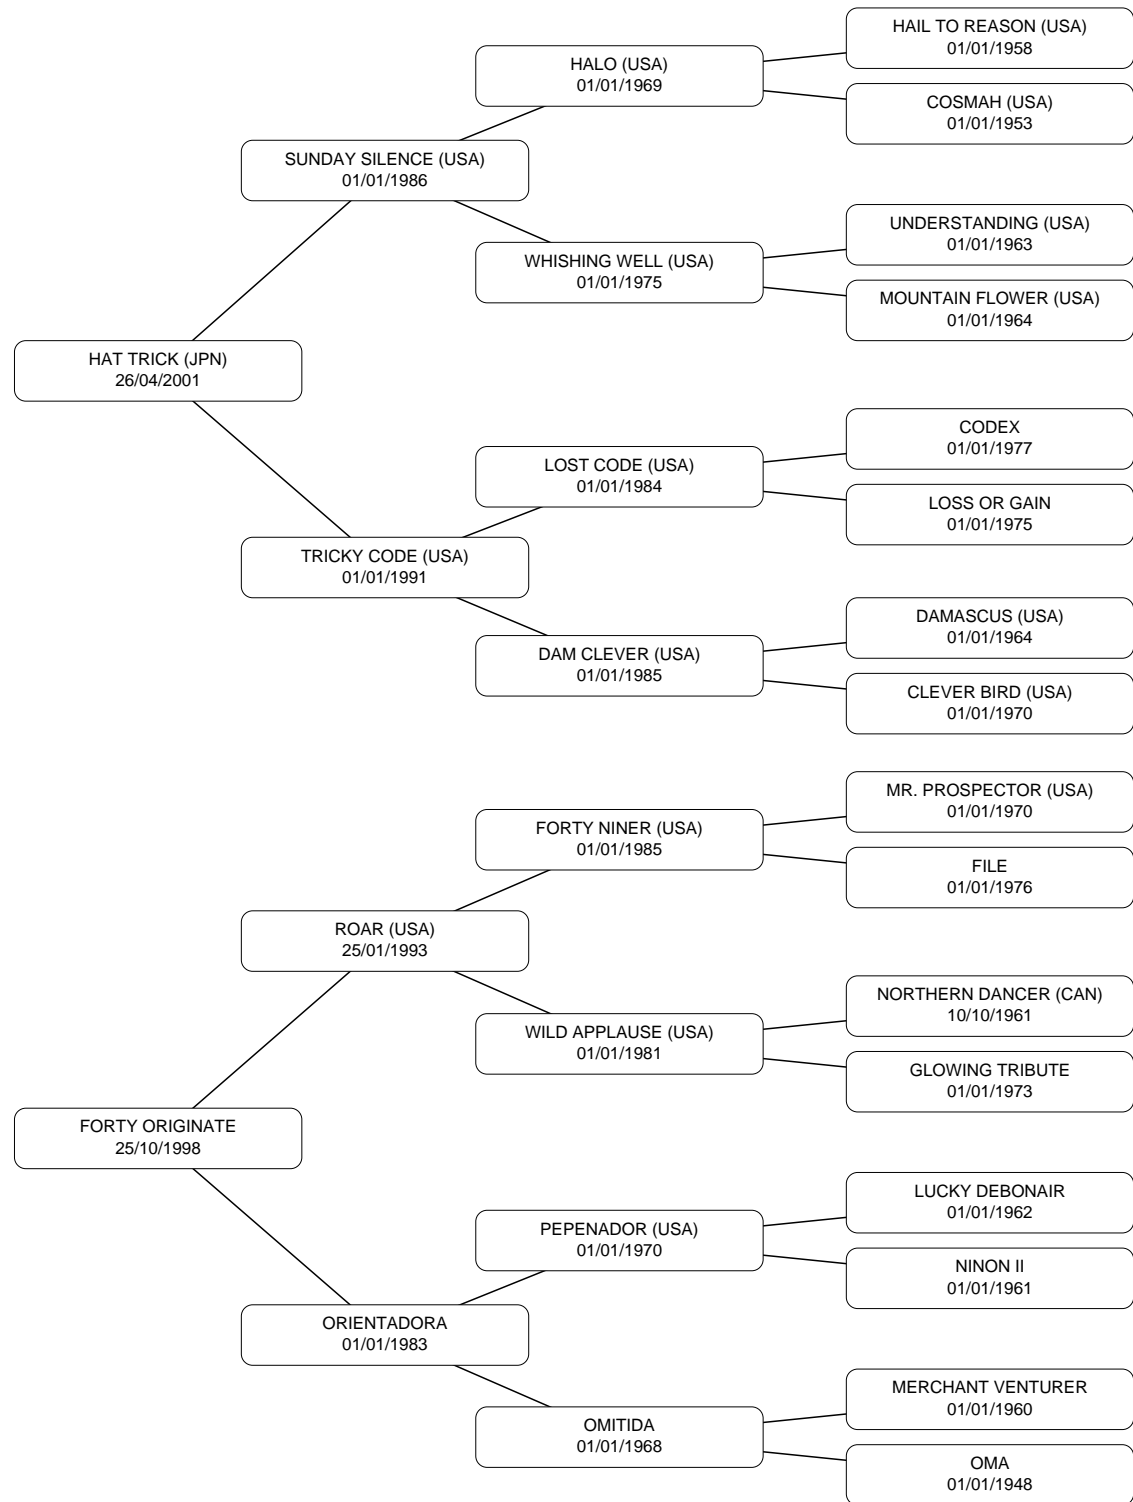 HAIL TO REASON (USA)
01/01/1958
HALO (USA)
01/01/1969
COSMAH (USA)
01/01/1953
SUNDAY SILENCE (USA)
01/01/1986
UNDERSTANDING (USA)
01/01/1963
WHISHING WELL (USA)
01/01/1975
MOUNTAIN FLOWER (USA)
01/01/1964
HAT TRICK (JPN)
26/04/2001
CODEX
01/01/1977
LOST CODE (USA)
01/01/1984
LOSS OR GAIN
01/01/1975
TRICKY CODE (USA)
01/01/1991
DAMASCUS (USA)
01/01/1964
DAM CLEVER (USA)
01/01/1985
CLEVER BIRD (USA)
01/01/1970
MR. PROSPECTOR (USA)
01/01/1970
FORTY NINER (USA)
01/01/1985
FILE
01/01/1976
ROAR (USA)
25/01/1993
NORTHERN DANCER (CAN)
10/10/1961
WILD APPLAUSE (USA)
01/01/1981
GLOWING TRIBUTE
01/01/1973
FORTY ORIGINATE
25/10/1998
LUCKY DEBONAIR
01/01/1962
PEPENADOR (USA)
01/01/1970
NINON II
01/01/1961
ORIENTADORA
01/01/1983
MERCHANT VENTURER
01/01/1960
OMITIDA
01/01/1968
OMA
01/01/1948